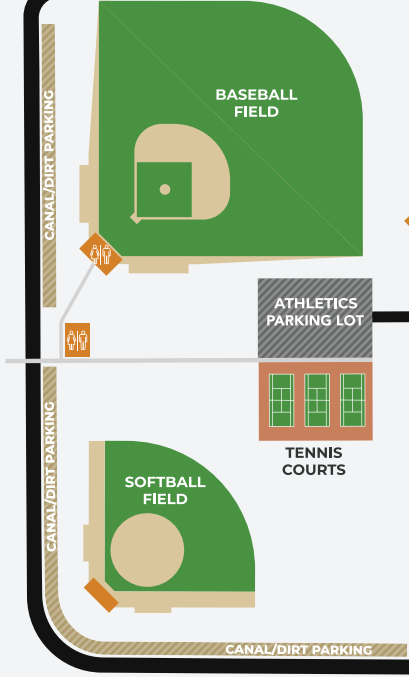 CANAL/DIRT PARKING
BASEBALL
FIELD
ATHLETICS
PARKING LOT
TENNIS
COURTS
CANAL/DIRT PARKING
SOFTBALL
FIELD
CANAL/DIRT PARKING